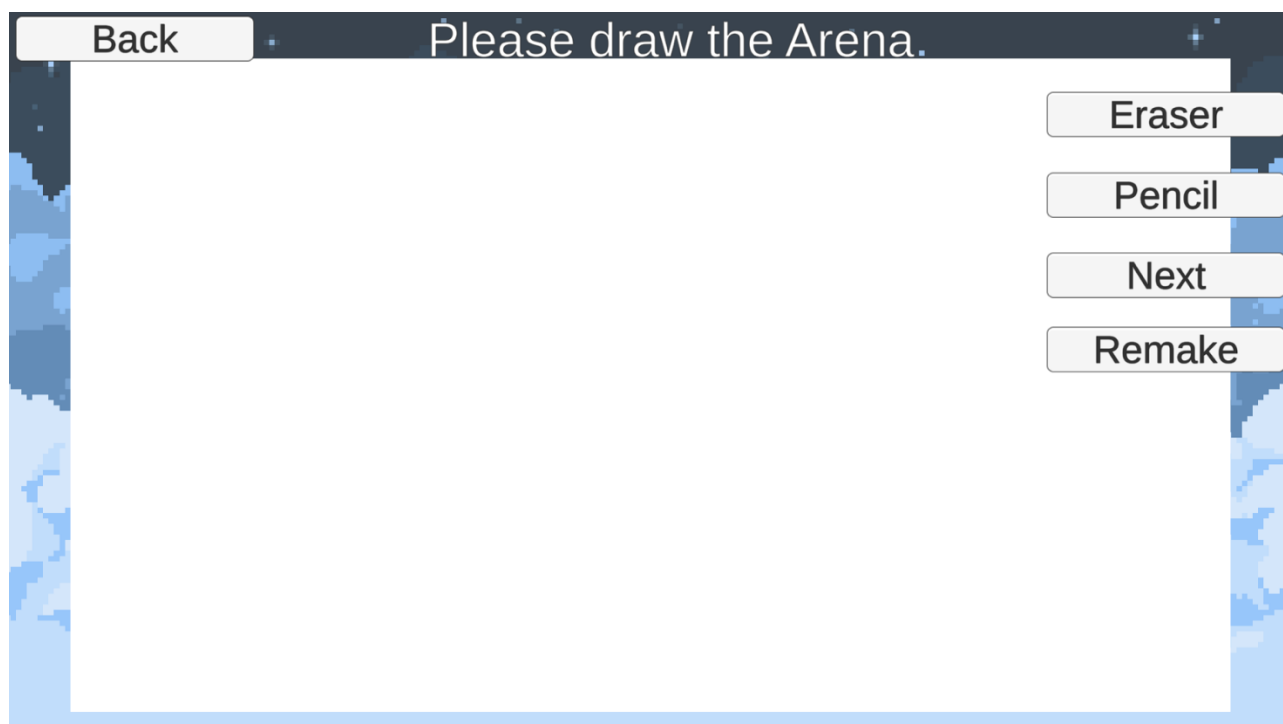 Back
Please draw the Arena.
Eraser
Pencil
Next
Remake